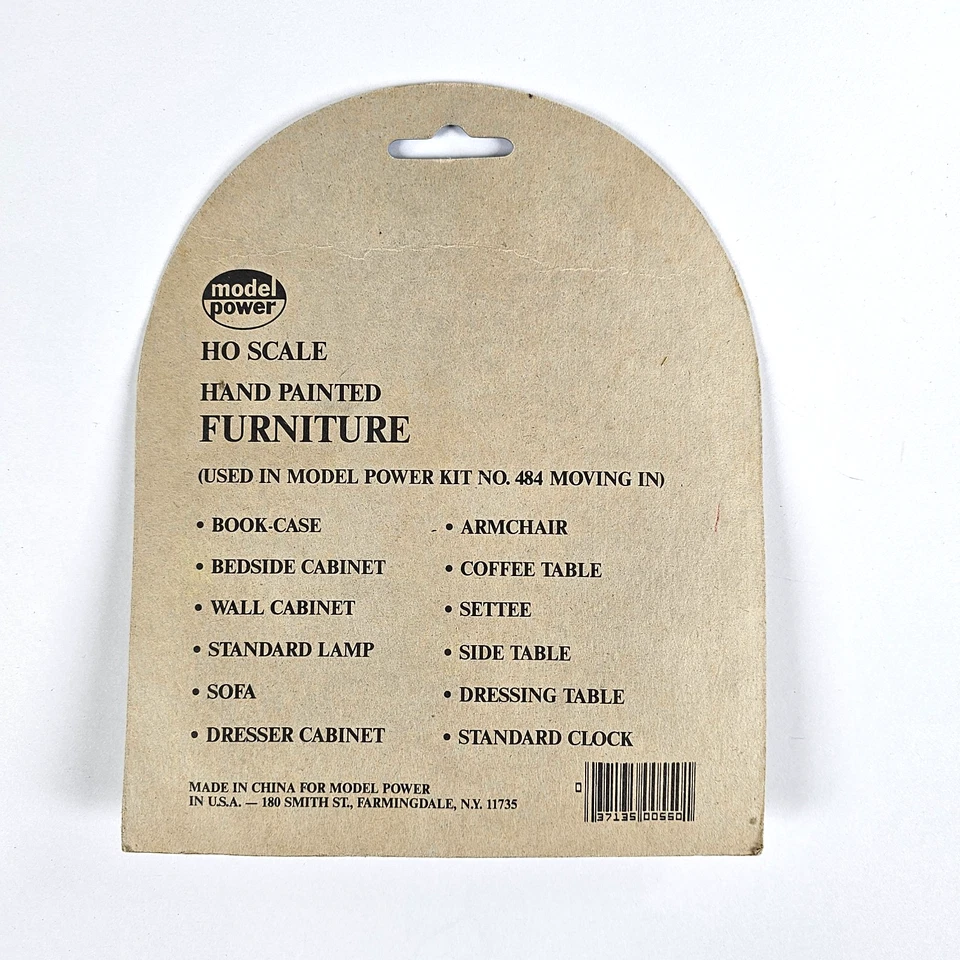 model
power
HO SCALE
HAND PAINTED
FURNITURE
(USED IN MODEL POWER KIT NO. 484 MOVING IN)
• BOOK-CASE
• BEDSIDE CABINET
• WALL CABINET
• STANDARD LAMP
• SOFA
• DRESSER CABINET
• ARMCHAIR
• COFFEE TABLE
• SETTEE
• SIDE TABLE
• DRESSING TABLE
• STANDARD CLOCK
MADE IN CHINA FOR MODEL POWER
IN U.S.A. — 180 SMITH ST., FARMINGDALE, N.Y. 11735
0 37135 00550